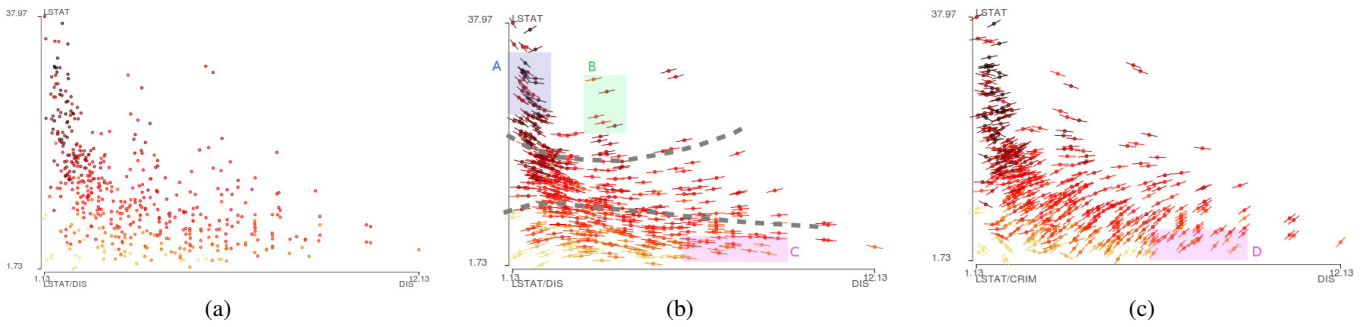 37.97
LSTAT
1.73
1.13
12.13
LSTAT/DIS
DIS
(a)
37.97
LSTAT
A
B
C
1.73
1.13
12.13
LSTAT/DIS
DIS
(b)
37.97
LSTAT
D
1.73
1.13
12.13
LSTAT/CRIM
DIS
(c)